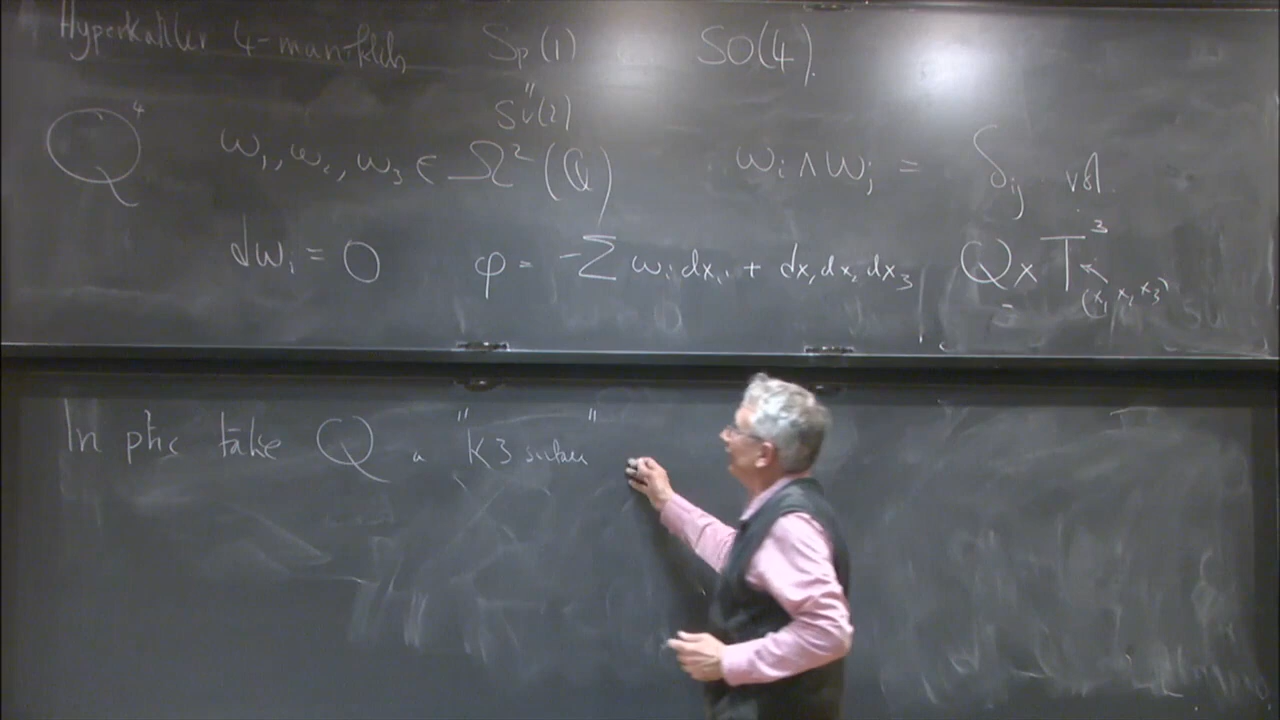 Hyperkähler 4-manifolds Sp(1) SO(4).
"
SU(2)
Q⁴ ω₁, ω₂, ω₃ ∈ Ω²(Q) ωᵢ ∧ ωⱼ = δᵢⱼ vol.
dωᵢ = 0 φ = -Σ ωᵢ dxᵢ + dx₁ dx₂ dx₃ Q × T³
(x₁ x₂ x₃)
In ptic take Q a "K3 surface"